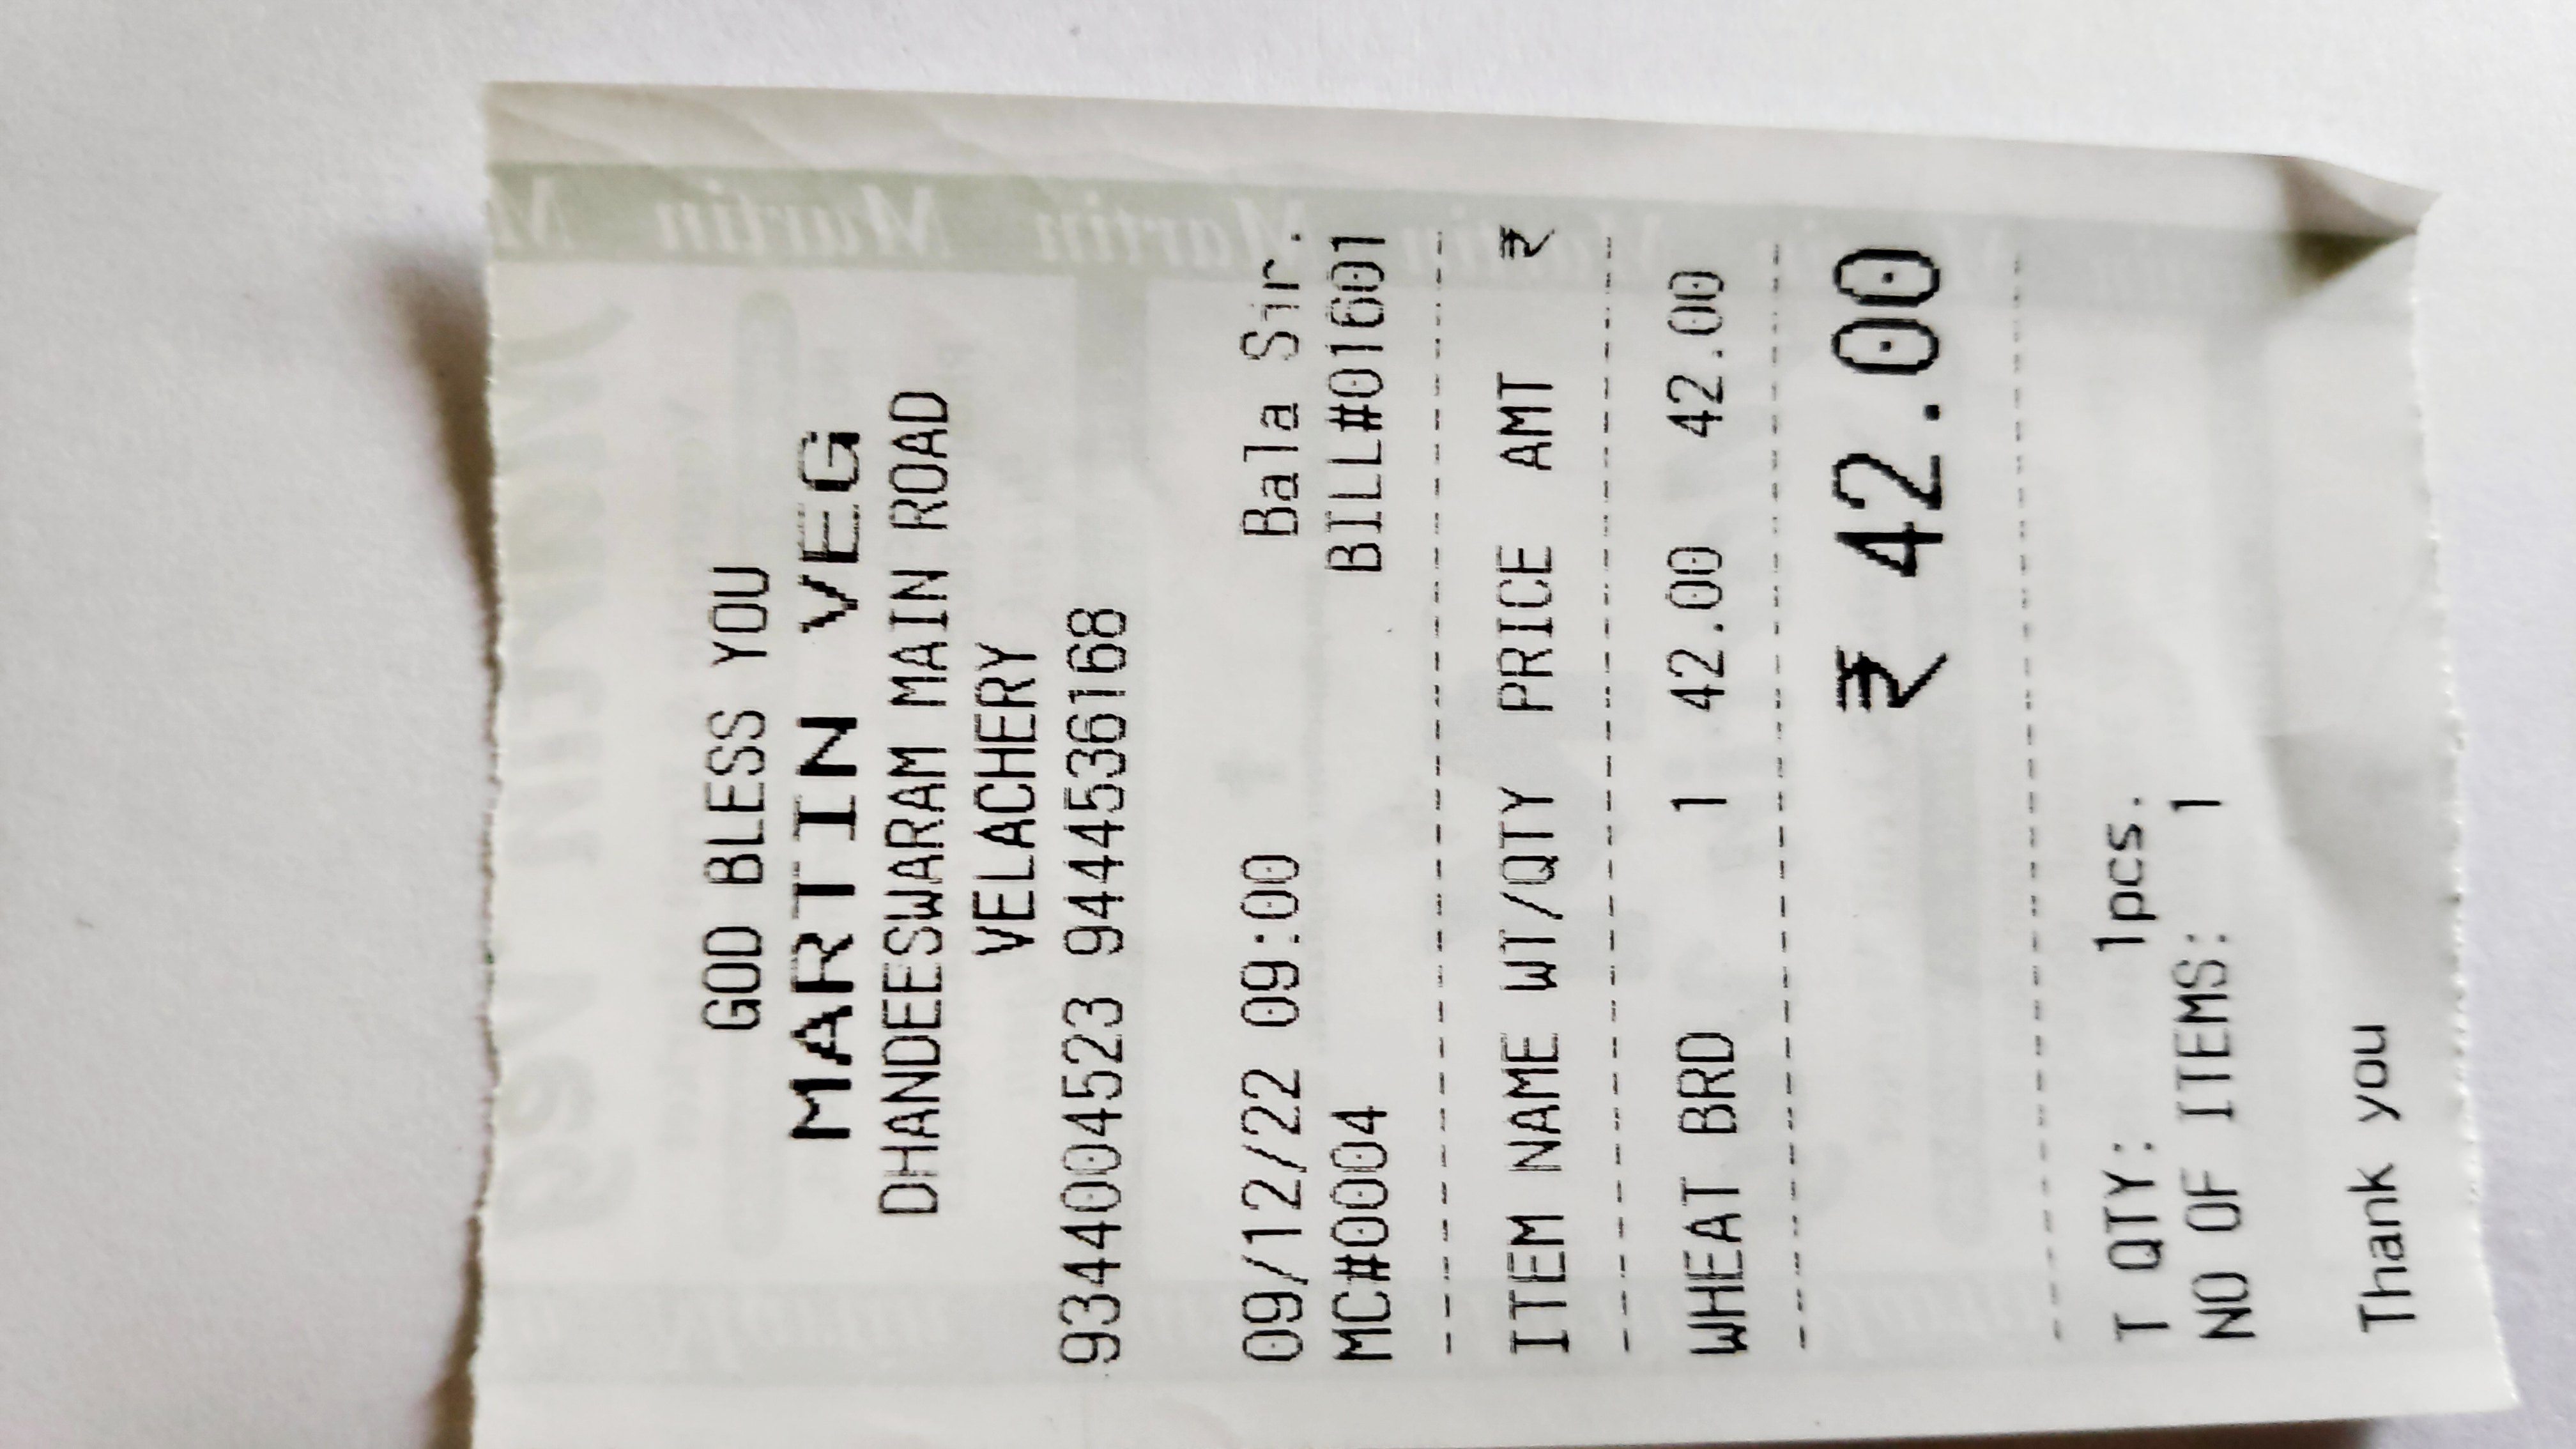 GOD BLESS YOU
MARTIN VEG
DHANDEESWARAM MAIN ROAD
VELACHERY
9344004523 9444536168
09/12/22 09:00 Bala Sir.
MC#0004 BILL#01601
ITEM NAME WT/QTY PRICE AMT ₹
WHEAT BRD 1 42.00 42.00
₹ 42.00
T QTY: 1pcs.
NO OF ITEMS: 1
Thank you